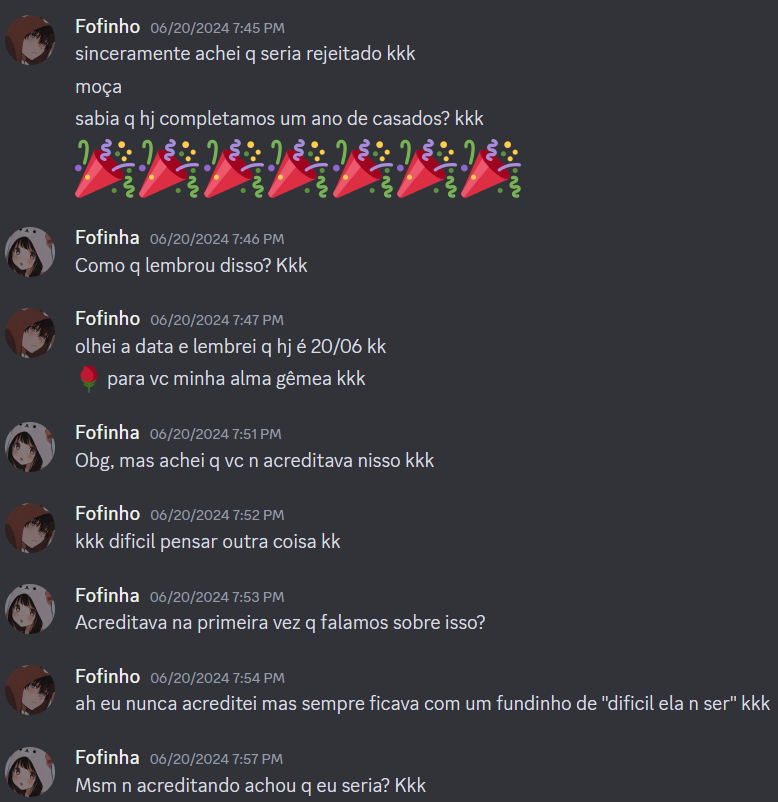 Fofinho 06/20/2024 7:45 PM
sinceramente achei q seria rejeitado kkk
moça
sabia q hj completamos um ano de casados? kkk
🎉🎉🎉🎉🎉🎉🎉
Fofinha 06/20/2024 7:46 PM
Como q lembrou disso? Kkk
Fofinho 06/20/2024 7:47 PM
olhei a data e lembrei q hj é 20/06 kk
🌹 para vc minha alma gêmea kkk
Fofinha 06/20/2024 7:51 PM
Obg, mas achei q vc n acreditava nisso kkk
Fofinho 06/20/2024 7:52 PM
kkk dificil pensar outra coisa kk
Fofinha 06/20/2024 7:53 PM
Acreditava na primeira vez q falamos sobre isso?
Fofinho 06/20/2024 7:54 PM
ah eu nunca acreditei mas sempre ficava com um fundinho de "dificil ela n ser" kkk
Fofinha 06/20/2024 7:57 PM
Msm n acreditando achou q eu seria? Kkk